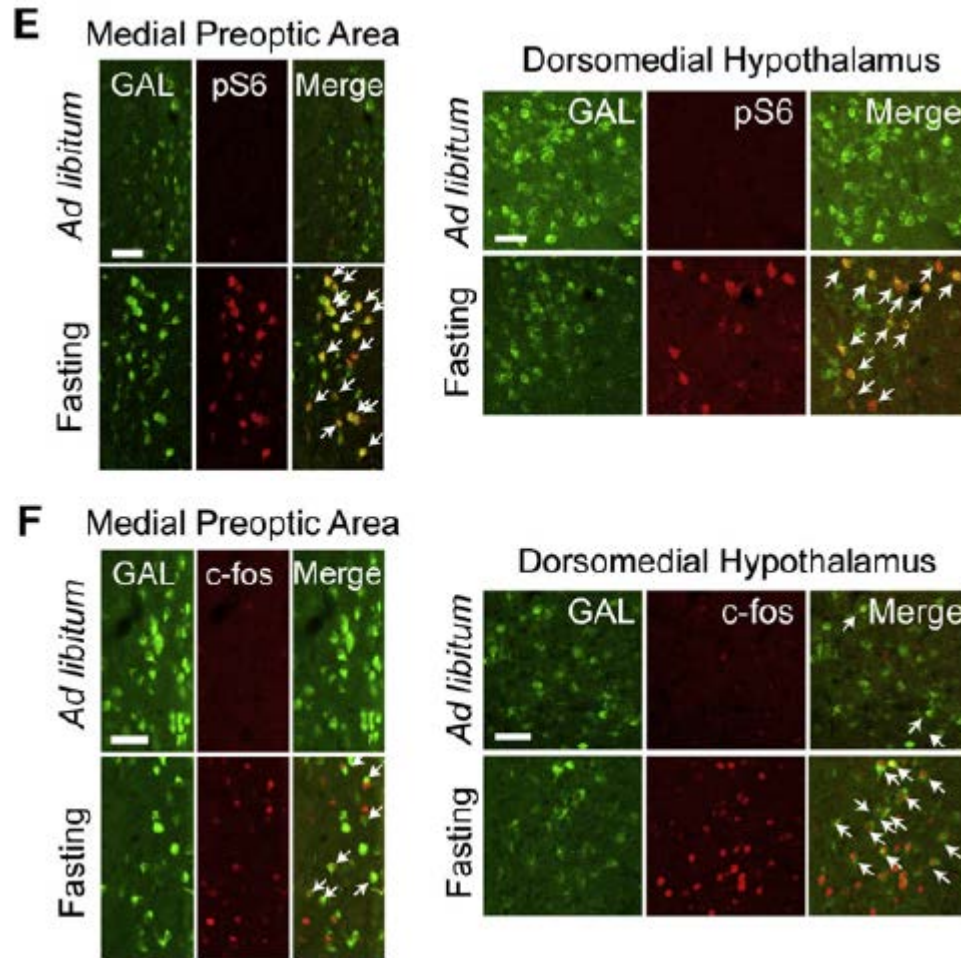 E
Medial Preoptic Area
GAL pS6 Merge
Ad libitum
Fasting
Dorsomedial Hypothalamus
GAL pS6 Merge
Ad libitum
Fasting
F
Medial Preoptic Area
GAL c-fos Merge
Ad libitum
Fasting
Dorsomedial Hypothalamus
GAL c-fos Merge
Ad libitum
Fasting